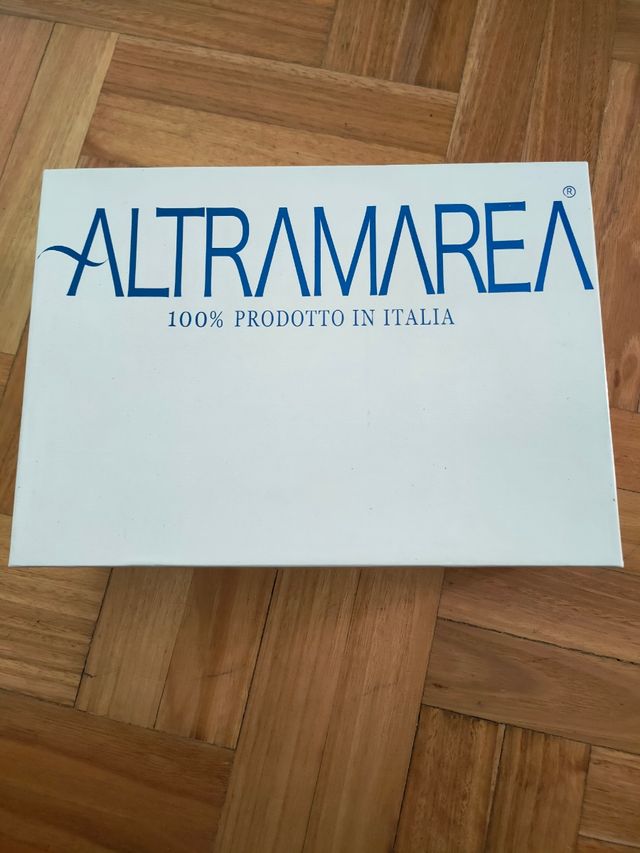 ALTRAMAREA®
100% PRODOTTO IN ITALIA